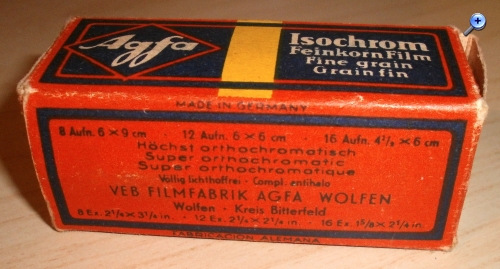 Agfa
Isochrom
Feinkorn Film
Fine grain
Grain fin
MADE IN GERMANY
8 Aufn. 6 × 9 cm · 12 Aufn. 6 × 6 cm · 16 Aufn. 4½ × 6 cm
Höchst orthochromatisch
Super orthochromatic
Super orthochromatique
Völlig lichthoffrei · Compl. antihalo
VEB FILMFABRIK AGFA WOLFEN
Wolfen · Kreis Bitterfeld
8 Ex. 2¼ × 3¼ in. · 12 Ex. 2¼ × 2¼ in. · 16 Ex. 1⅝ × 2¼ in.
FABRICACION ALEMANA